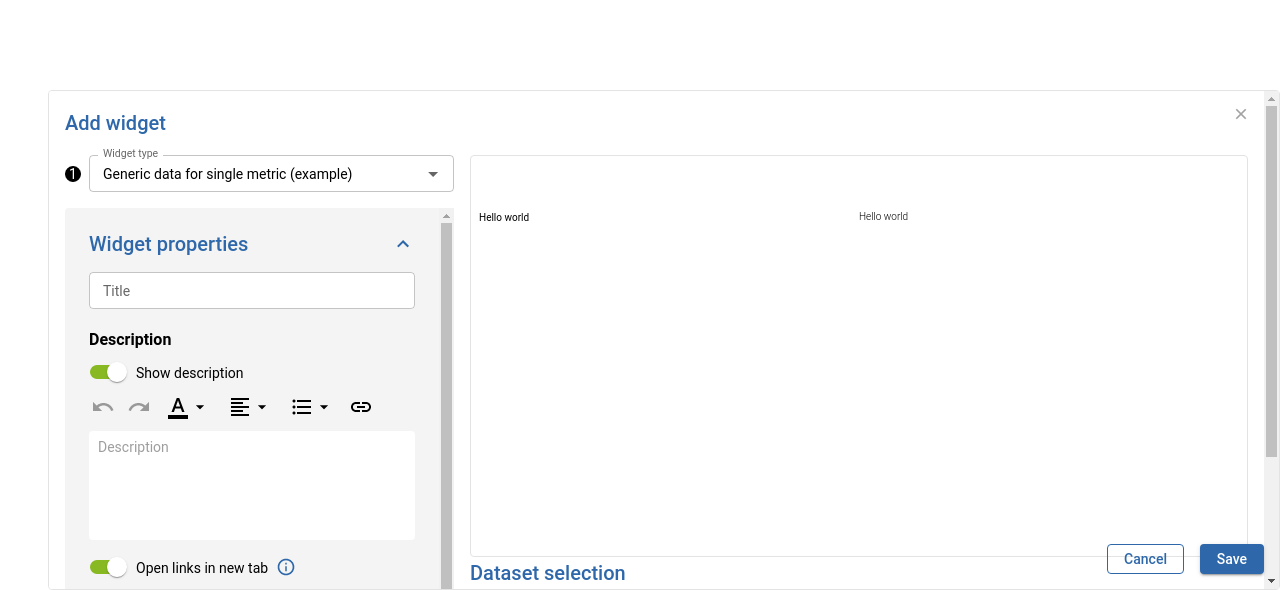 Add widget
Widget type
1
Generic data for single metric (example)
Widget properties
Title
Description
Show description
A
Description
Open links in new tab
Hello world
Hello world
Dataset selection
Cancel
Save